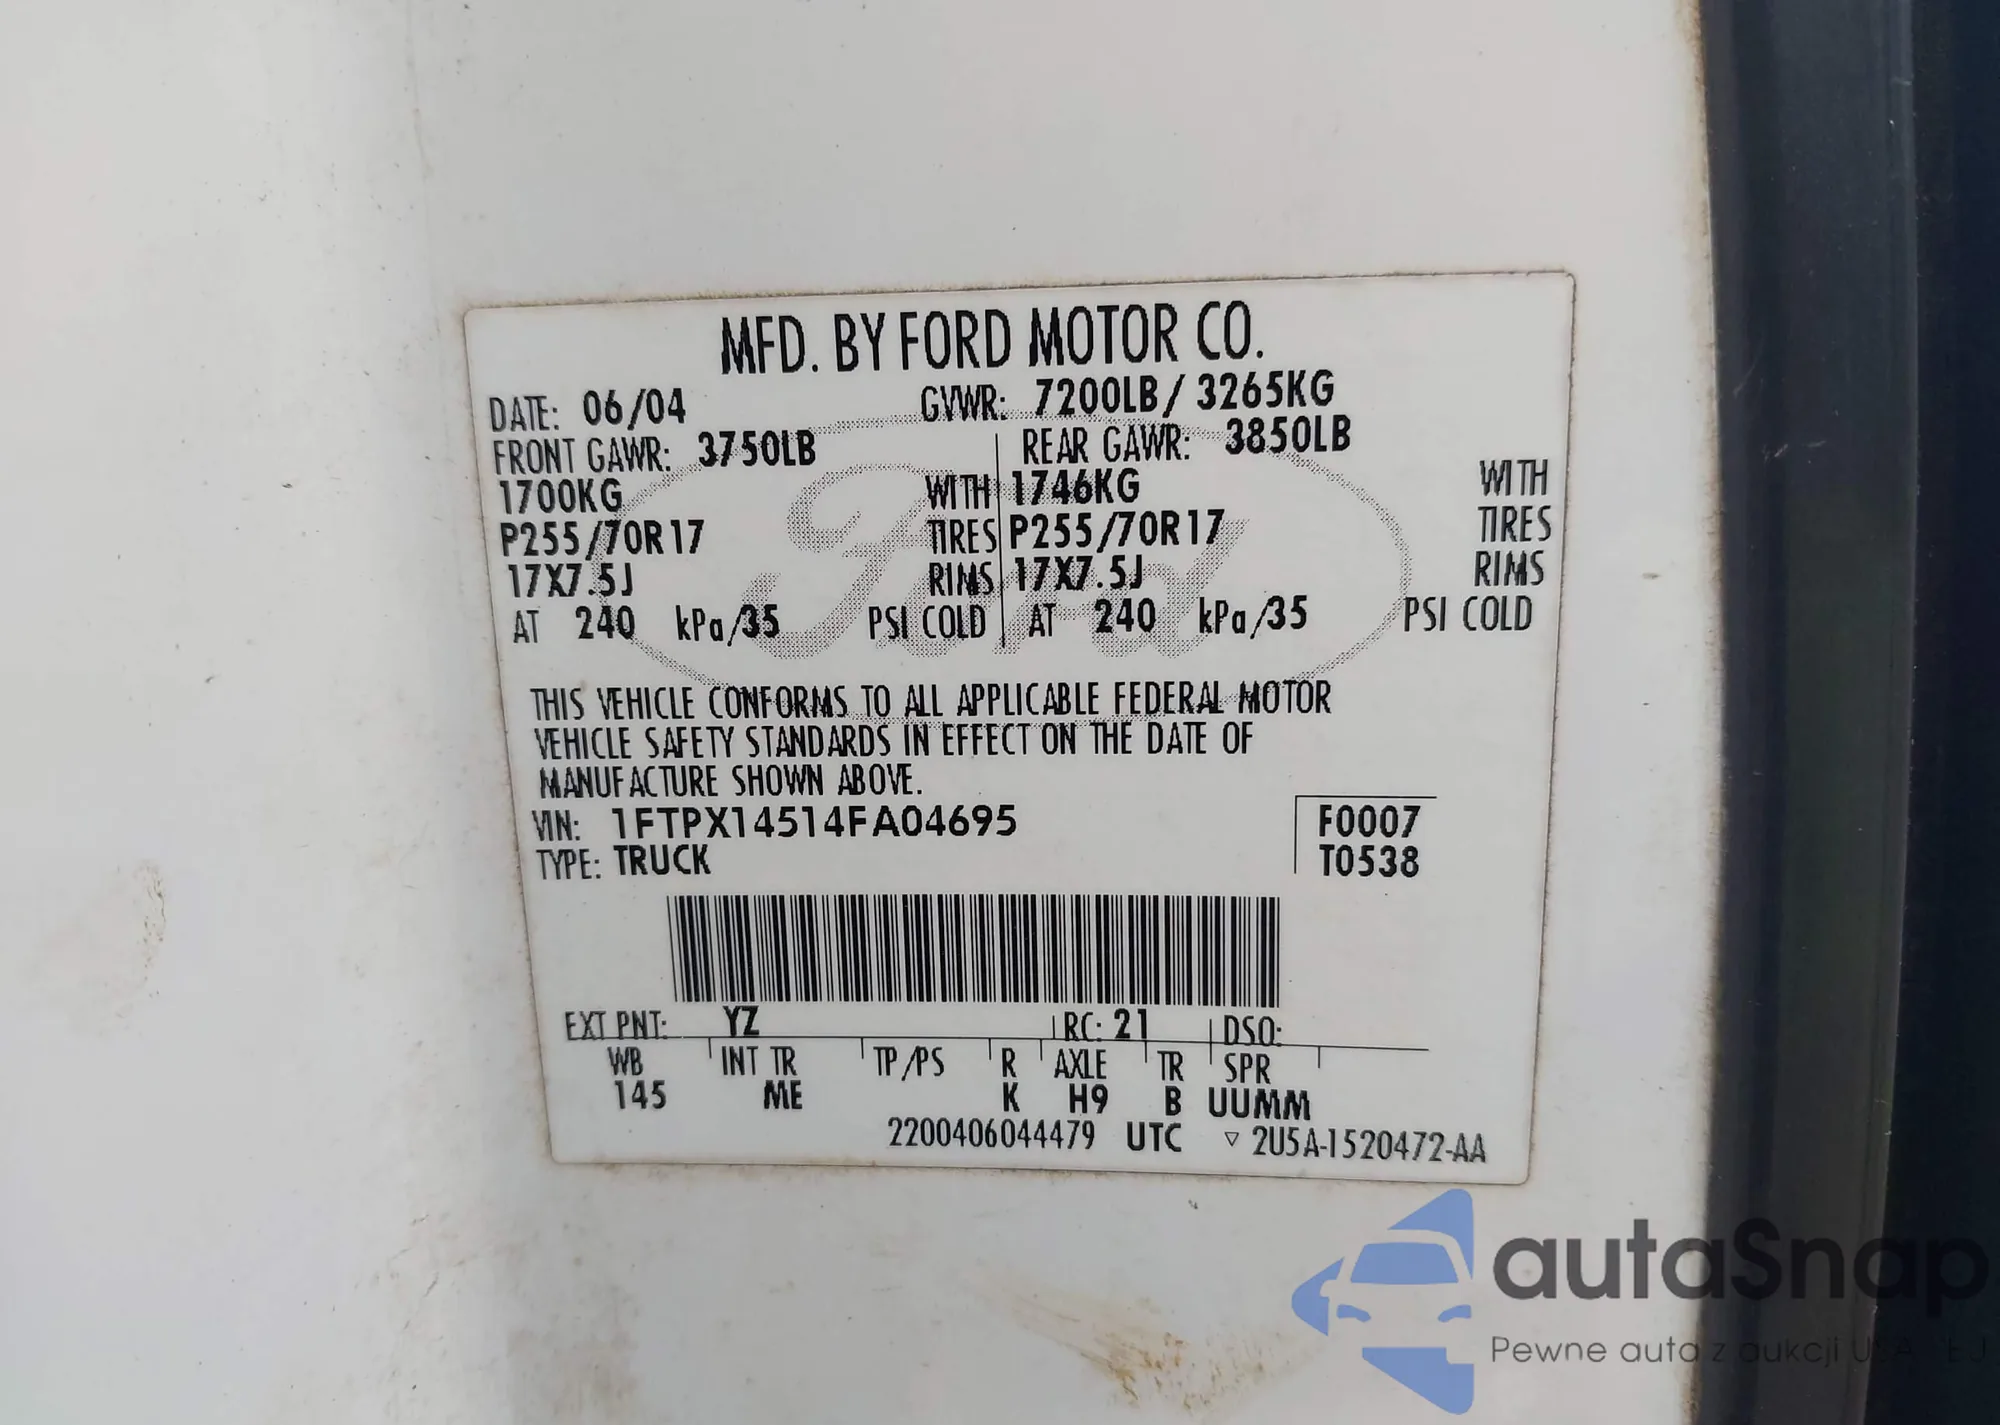 MFD. BY FORD MOTOR CO.
DATE: 06/04 GVWR: 7200LB/ 3265KG
FRONT GAWR: 3750LB REAR GAWR: 3850LB
1700KG WITH 1746KG WITH
P255/70R17 TIRES P255/70R17 TIRES
17X7.5J RIMS 17X7.5J RIMS
AT 240 kPa/35 PSI COLD AT 240 kPa/35 PSI COLD
Ford
THIS VEHICLE CONFORMS TO ALL APPLICABLE FEDERAL MOTOR
VEHICLE SAFETY STANDARDS IN EFFECT ON THE DATE OF
MANUFACTURE SHOWN ABOVE.
VIN: 1FTPX14514FA04695 F0007
TYPE: TRUCK T0538
EXT PNT: YZ RC: 21 DSO:
WB INT TR TP/PS R AXLE TR SPR
145 ME K H9 B UUMM
2200406044479 UTC ▽ 2U5A-1520472-AA
autaSnap
Pewne auta z aukcji